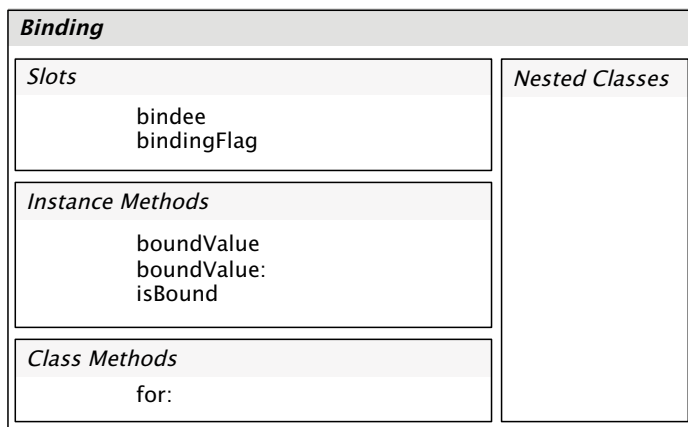 Binding
Slots
bindee
bindingFlag
Instance Methods
boundValue
boundValue:
isBound
Class Methods
for:
Nested Classes